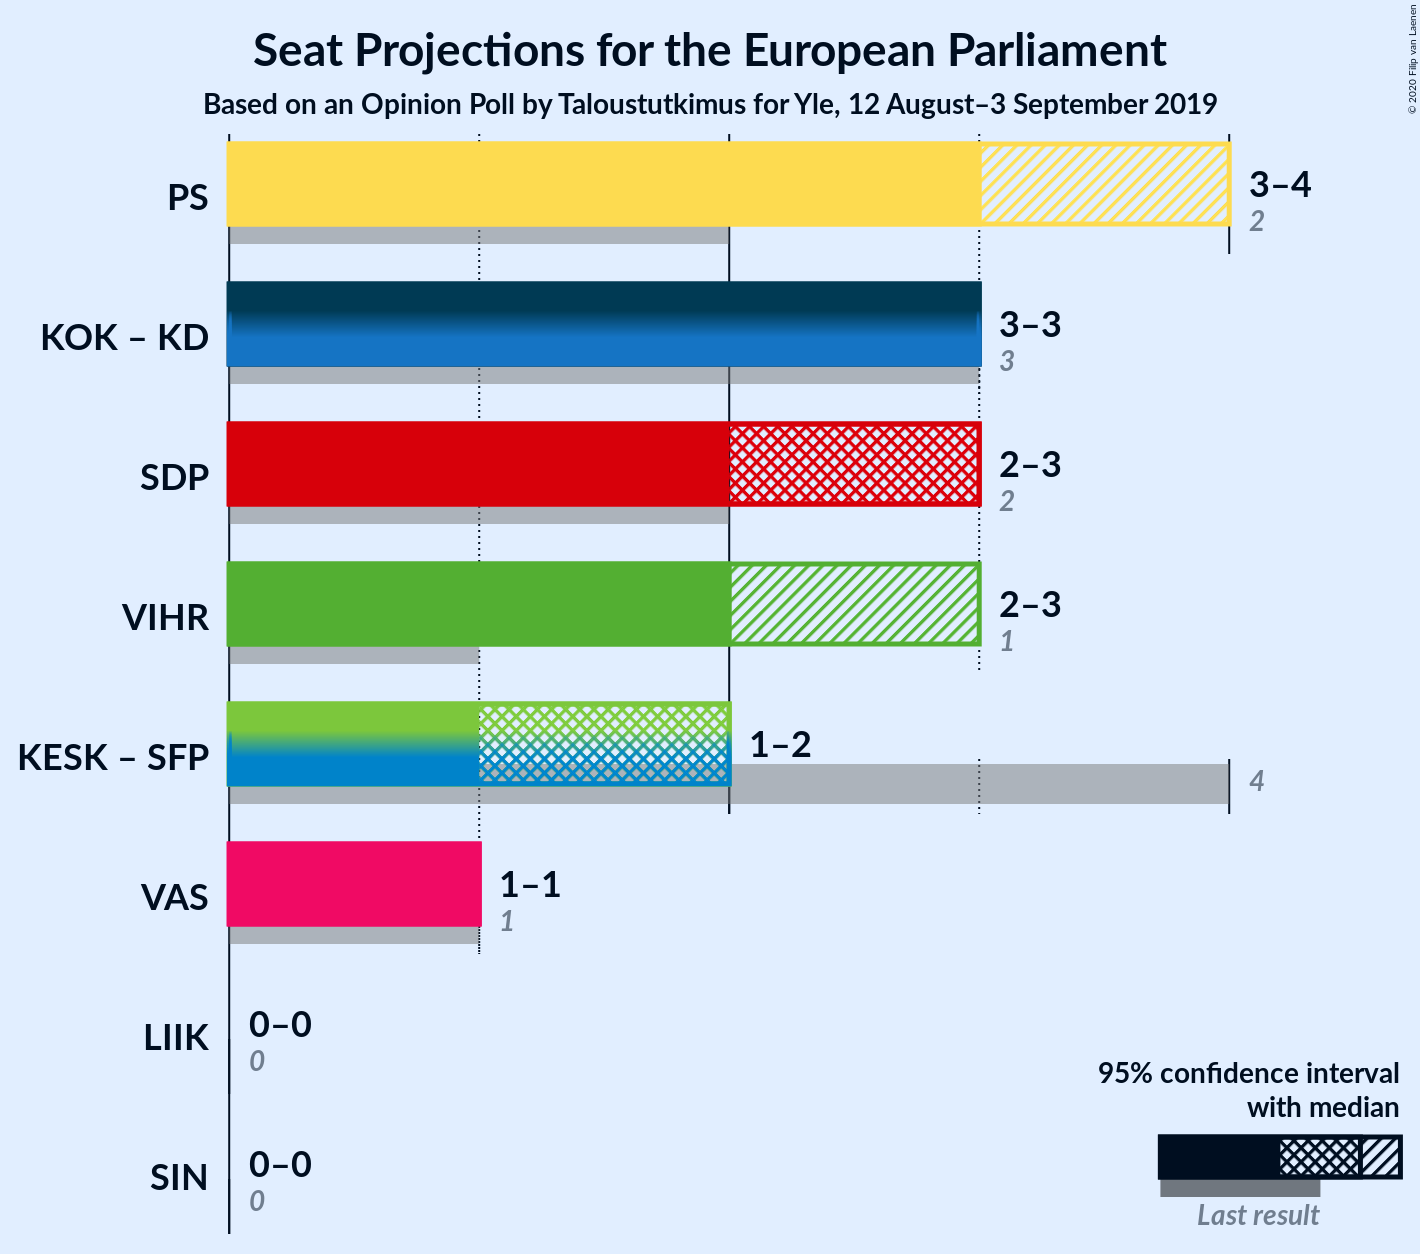 Seat Projections for the European Parliament
Based on an Opinion Poll by Taloustutkimus for Yle, 12 August–3 September 2019
© 2020 Filip van Laenen
PS
3–4
2
KOK – KD
3–3
3
SDP
2–3
2
VIHR
2–3
1
KESK – SFP
1–2
4
VAS
1–1
1
LIIK
0–0
0
SIN
0–0
0
95% confidence interval
with median
Last result